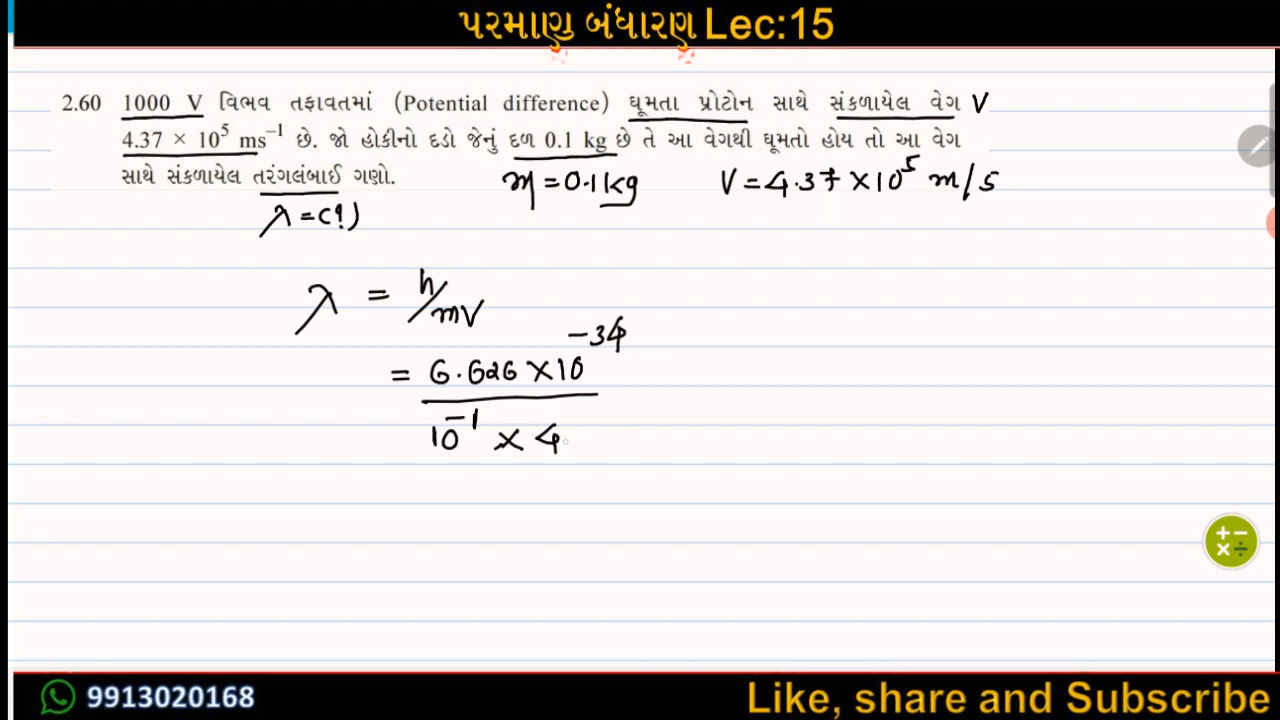 પરમાણુ બંધારણ Lec:15
2.60 1000 V વિભવ તફાવતમાં (Potential difference) ઘૂમતા પ્રોટોન સાથે સંકળાયેલ વેગ V
4.37 × 10⁵ ms⁻¹ છે. જો હોકીનો દડો જેનું દળ 0.1 kg છે તે આ વેગથી ઘૂમતો હોય તો આ વેગ
સાથે સંકળાયેલ તરંગલંબાઈ ગણો.
m = 0.1 kg V = 4.37 × 10⁵ m/s
λ = (?)
λ = h/mV
= 6.626 × 10⁻³⁴
10⁻¹ × 4
9913020168 Like, share and Subscribe